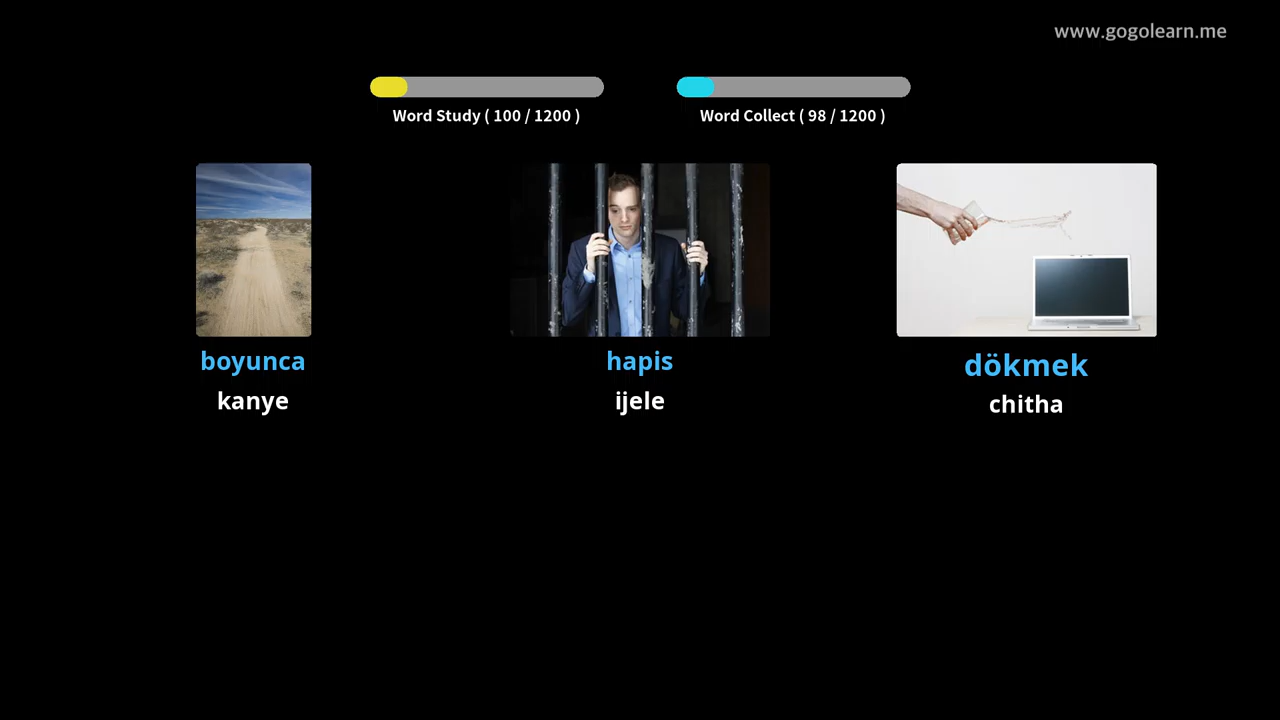 www.gogolearn.me
Word Study ( 100 / 1200 )
Word Collect ( 98 / 1200 )
boyunca
kanye
hapis
ijele
dökmek
chitha